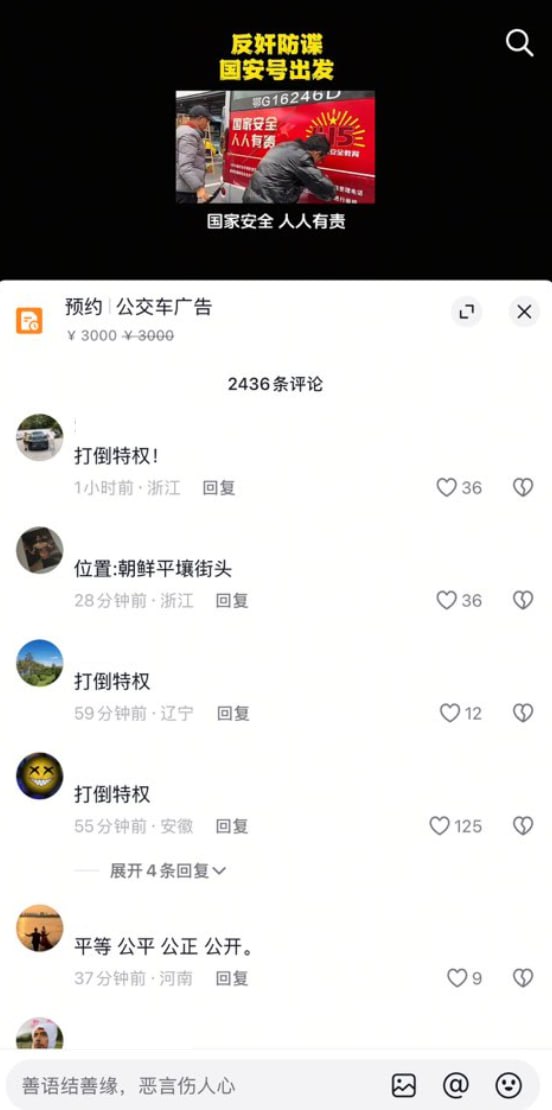 反奸防谍
国安号出发
鄂G16246D
国家安全
人人有责
415
国家安全 人人有责
预约 | 公交车广告
¥ 3000 ¥ 3000
2436条评论
打倒特权！
1小时前 · 浙江 回复
36
位置:朝鲜平壤街头
28分钟前 · 浙江 回复
36
打倒特权
59分钟前 · 辽宁 回复
12
打倒特权
55分钟前 · 安徽 回复
125
展开4条回复
平等 公平 公正 公开。
37分钟前 · 河南 回复
9
善语结善缘，恶言伤人心